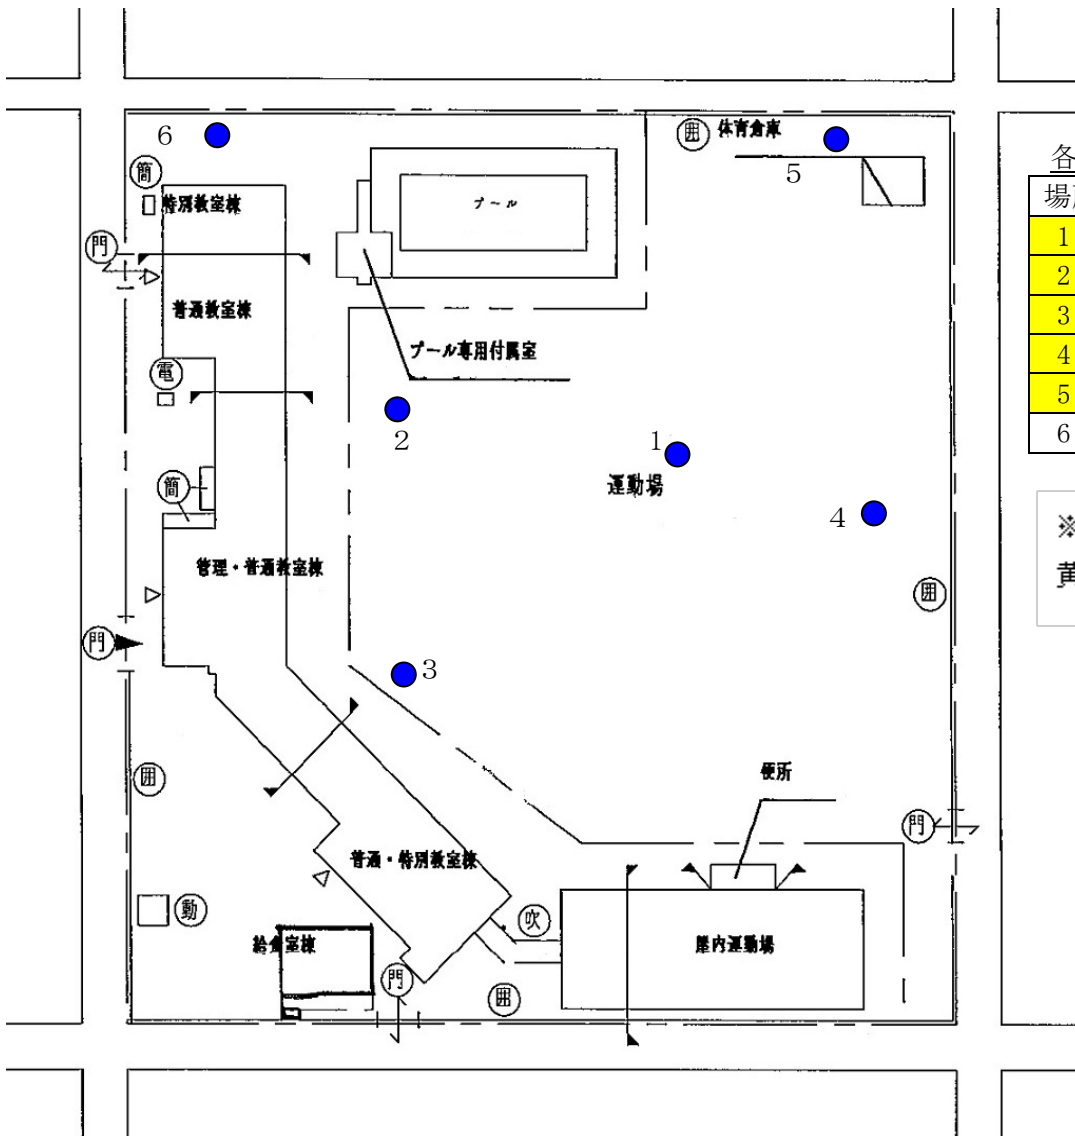 6
簡
特別教室棟
門
普通教室棟
電
簡
管理・普通教室棟
門
囲
動
給食室棟
普通・特別教室棟
門
吹
囲
プール
プール専用付属室
囲
体育倉庫
5
2
1
運動場
4
3
囲
便所
門
屋内運動場
各
場
1
2
3
4
5
6
※
黄